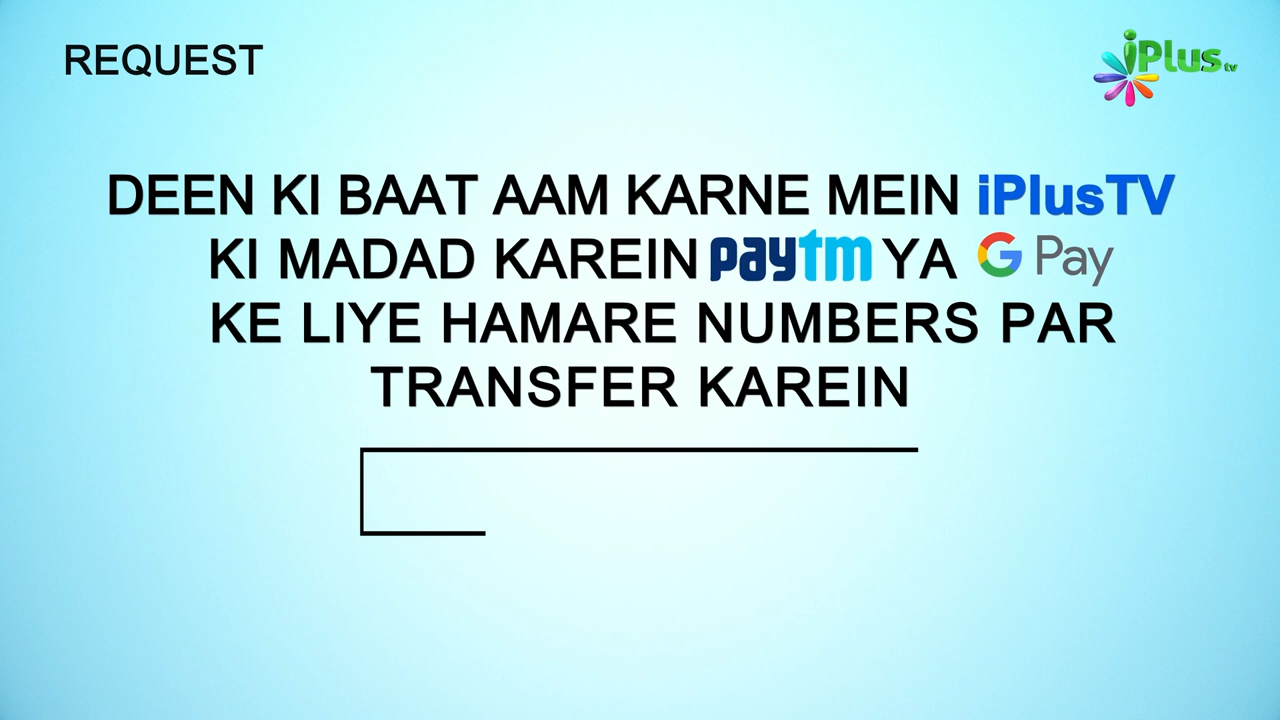 REQUEST
iPlus tv
DEEN KI BAAT AAM KARNE MEIN iPlusTV
KI MADAD KAREIN paytm YA G Pay
KE LIYE HAMARE NUMBERS PAR
TRANSFER KAREIN